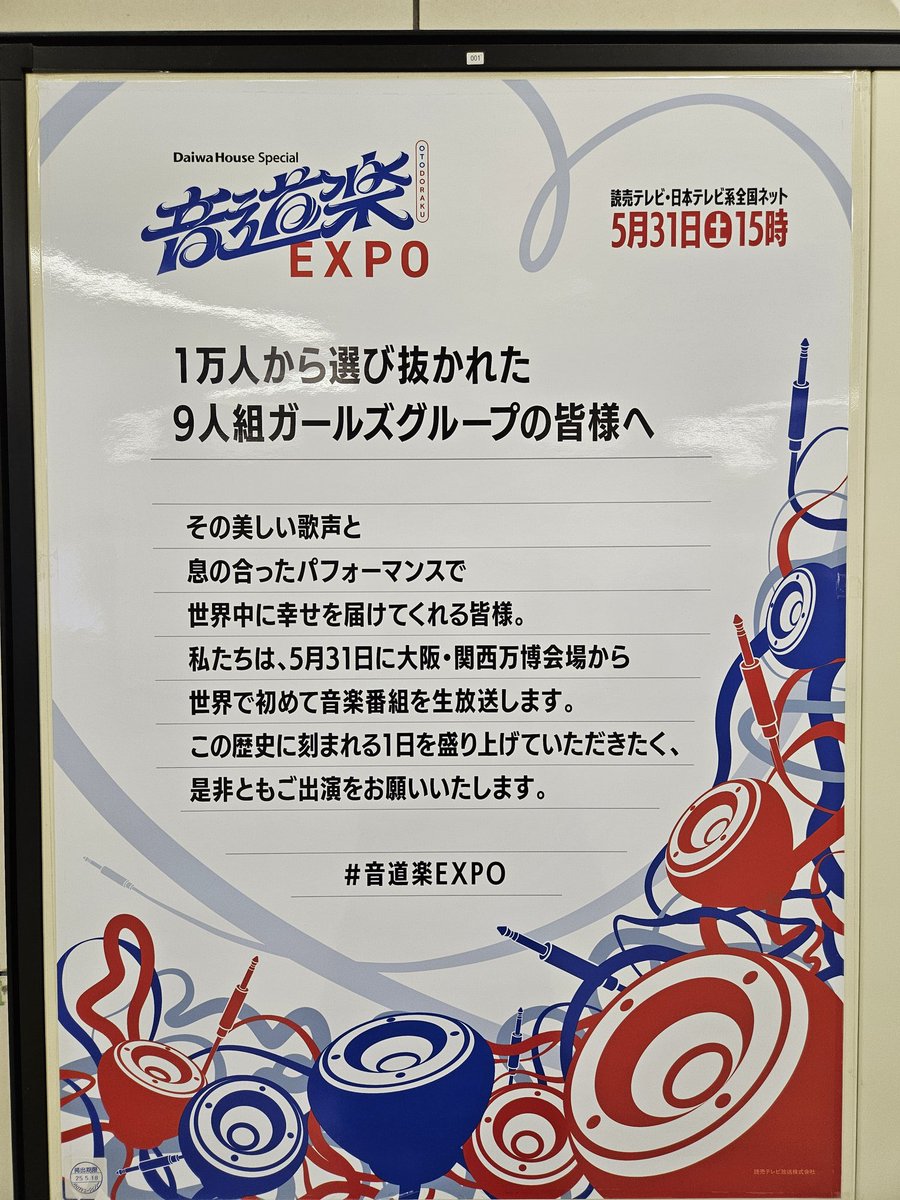 001
DaiwaHouse Special
音道楽
OTODORAKU
EXPO
読売テレビ・日本テレビ系全国ネット
5月31日土15時
1万人から選び抜かれた
9人組ガールズグループの皆様へ
その美しい歌声と
息の合ったパフォーマンスで
世界中に幸せを届けてくれる皆様。
私たちは、5月31日に大阪・関西万博会場から
世界で初めて音楽番組を生放送します。
この歴史に刻まれる1日を盛り上げていただきたく、
是非ともご出演をお願いいたします。
#音道楽EXPO
掲出期限
25.5.18
読売テレビ放送株式会社